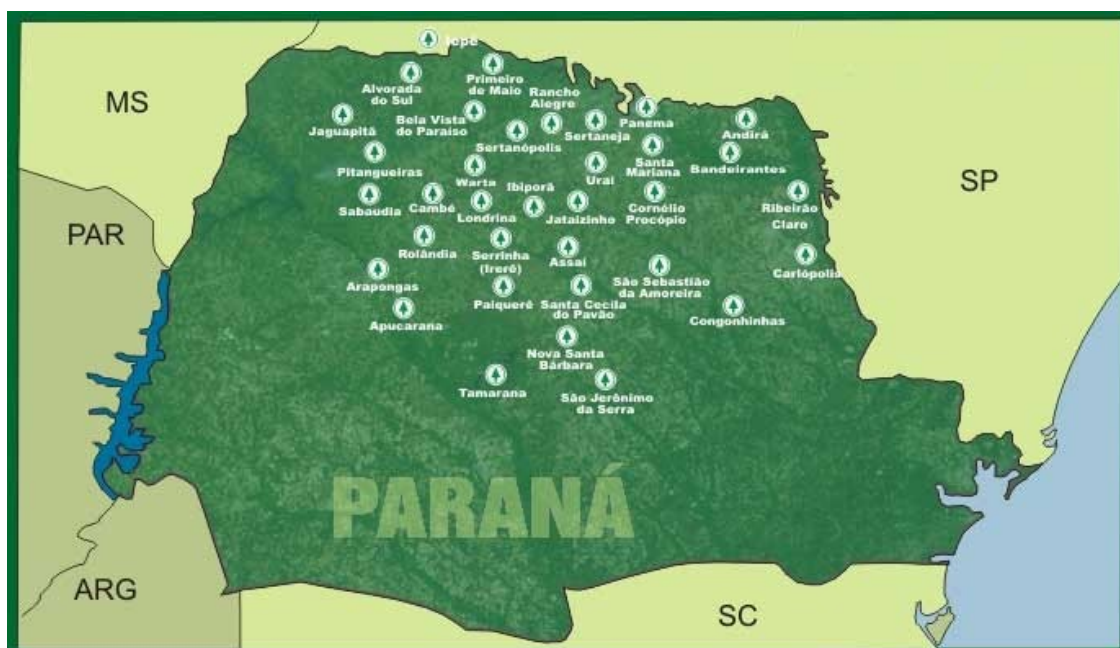 Iepê
MS
Primeiro
de Maio
Alvorada
do Sul
Rancho
Alegre
Jaguapitã
Bela Vista
do Paraíso
Sertanópolis
Sertaneja
Panema
Andirá
Pitangueiras
Warta
Ibiporã
Uraí
Santa
Mariana
Bandeirantes
SP
Sabaudia
Cambé
Londrina
Jataizinho
Cornélio
Procópio
Ribeirão
Claro
PAR
Rolândia
Serrinha
(Irerê)
Assaí
São Sebastião
da Amoreira
Carlópolis
Arapongas
Paiquerê
Santa Cecila
do Pavão
Congonhinhas
Apucarana
Nova Santa
Bárbara
Tamarana
São Jerônimo
da Serra
PARANÁ
ARG
SC